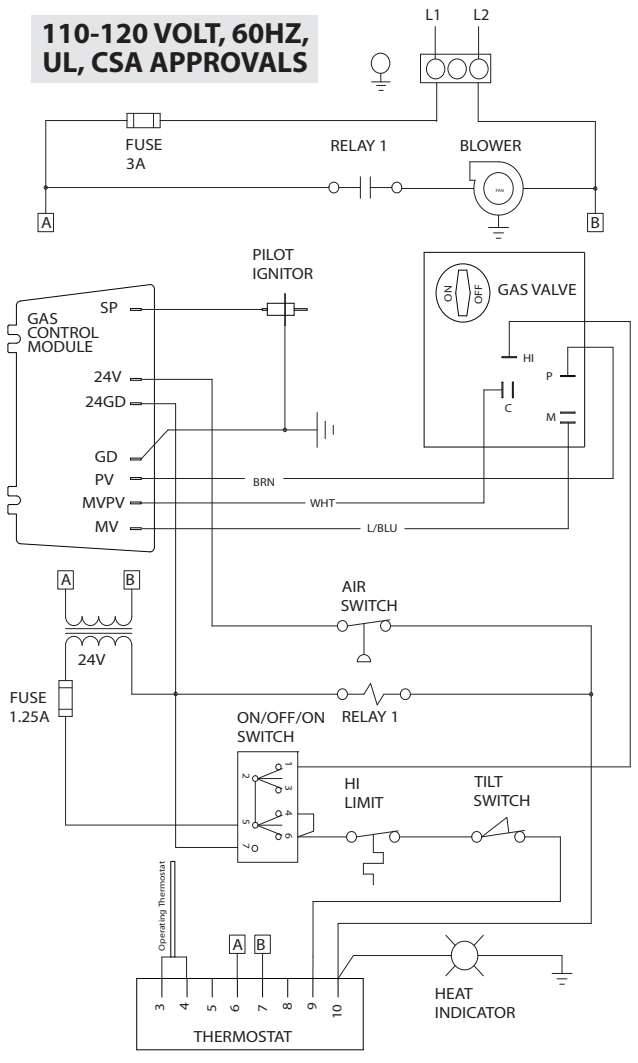 110-120 VOLT, 60HZ,
UL, CSA APPROVALS
L1 L2
FUSE
3A
RELAY 1
BLOWER
FAN
A
B
PILOT
IGNITOR
GAS
CONTROL
MODULE
SP
24V
24GD
GD
PV
MVPV
MV
ON OFF
GAS VALVE
HI
P
C
M
BRN
WHT
L/BLU
A
B
24V
FUSE
1.25A
AIR
SWITCH
RELAY 1
ON/OFF/ON
SWITCH
1
2
3
4
5
6
7
HI
LIMIT
TILT
SWITCH
Operating Thermostat
A B
3 4 5 6 7 8 9 10
THERMOSTAT
HEAT
INDICATOR